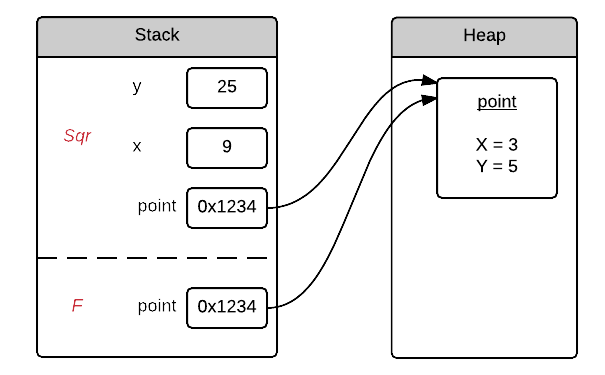 Stack
Heap
y 25
Sqr
x 9
point 0x1234
F point 0x1234
point
X = 3
Y = 5